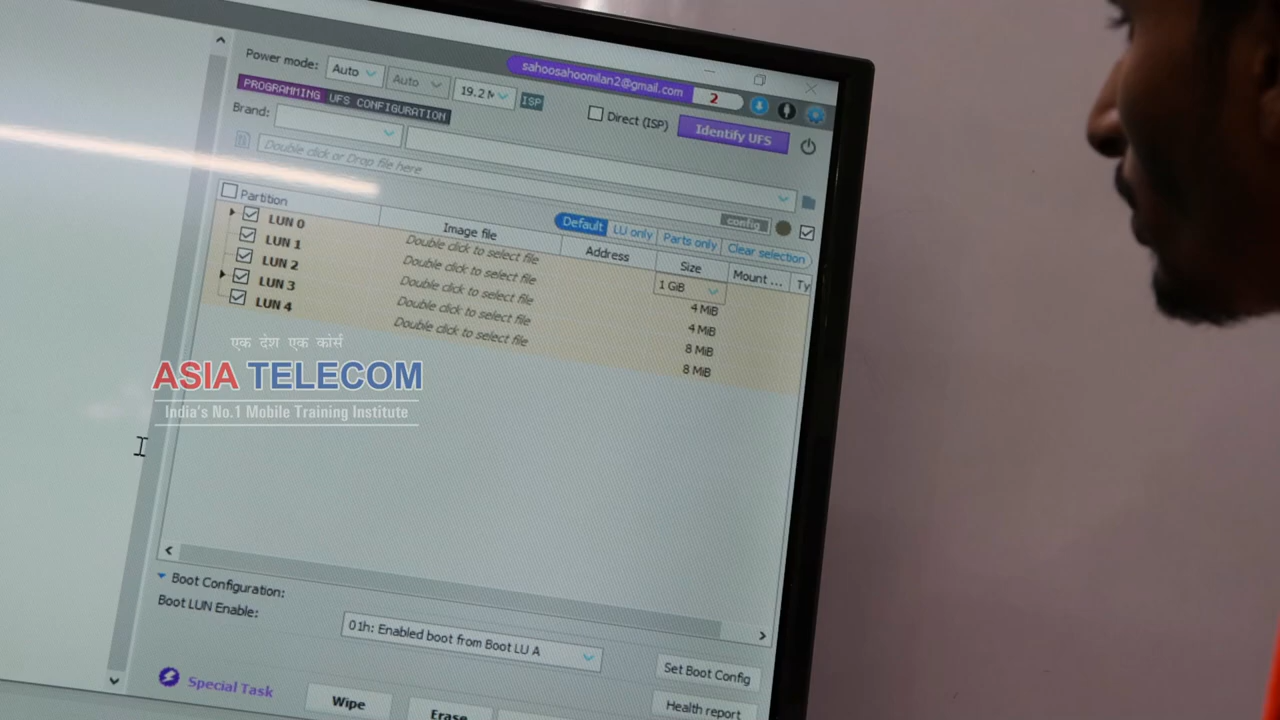 Power mode: Auto Auto 19.2 M ISP
sahoosahoomilan2@gmail.com 2
PROGRAMMING UFS CONFIGURATION
Direct (ISP) Identify UFS
Brand:
Double click or Drop file here
config
Default LU only Parts only Clear selection
Partition Image file Address Size Mount ... Ty
LUN 0 Double click to select file 1 GiB
LUN 1 Double click to select file 4 MiB
LUN 2 Double click to select file 4 MiB
LUN 3 Double click to select file 8 MiB
LUN 4 Double click to select file 8 MiB
एक देश एक कोर्स
ASIA TELECOM
India's No.1 Mobile Training Institute
Boot Configuration:
Boot LUN Enable: 01h: Enabled boot from Boot LU A
Set Boot Config
Special Task Wipe Erase Health report